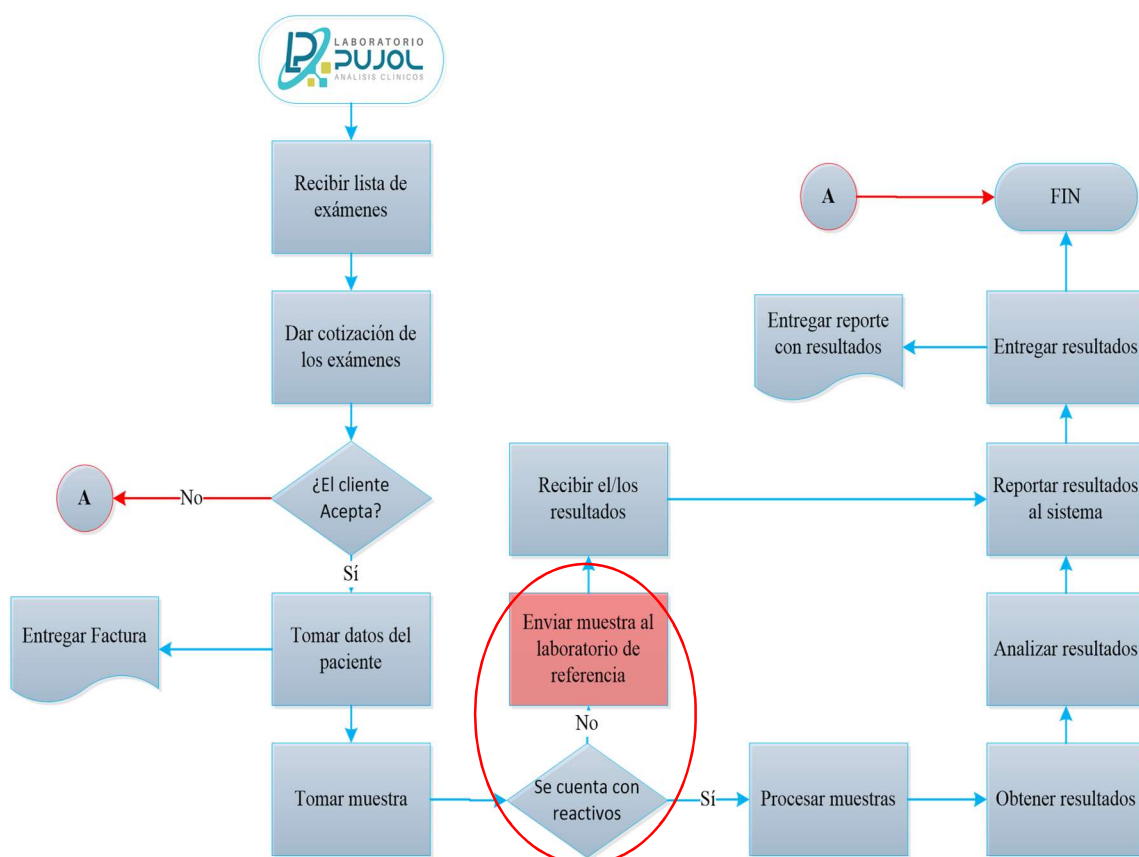 LABORATORIO
PUJOL
ANÁLISIS CLÍNICOS
Recibir lista de
exámenes
Dar cotización de
los exámenes
¿El cliente
Acepta?
No
A
Sí
Tomar datos del
paciente
Entregar Factura
Tomar muestra
Se cuenta con
reactivos
No
Enviar muestra al
laboratorio de
referencia
Recibir el/los
resultados
Sí
Procesar muestras
Obtener resultados
Analizar resultados
Reportar resultados
al sistema
Entregar resultados
Entregar reporte
con resultados
A
FIN